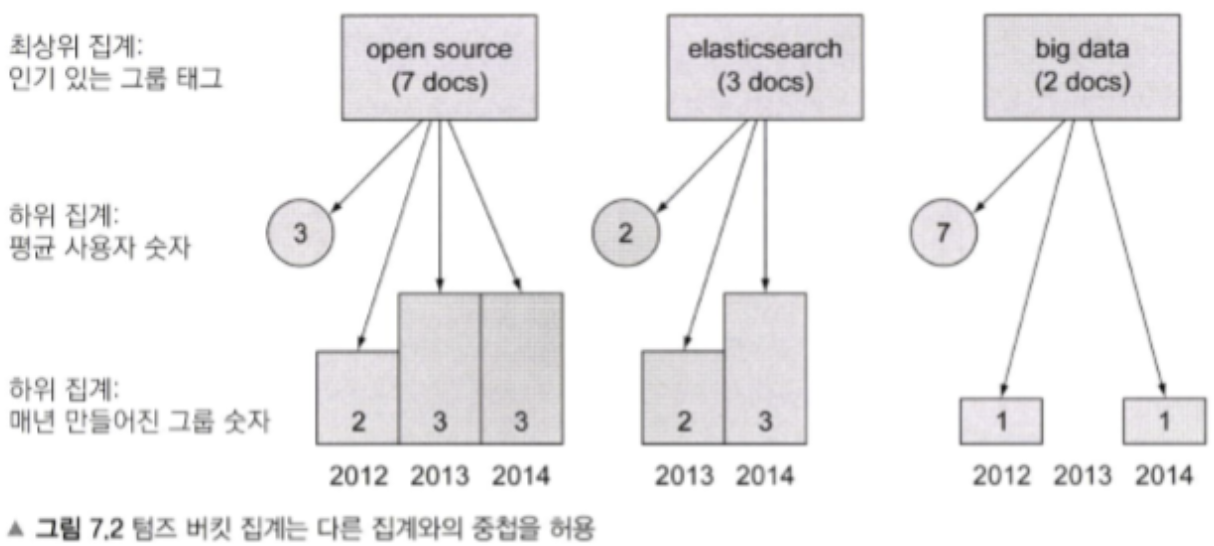 최상위 집계:
인기 있는 그룹 태그
open source
(7 docs)
elasticsearch
(3 docs)
big data
(2 docs)
하위 집계:
평균 사용자 숫자
3
2
7
하위 집계:
매년 만들어진 그룹 숫자
2
3
3
2
3
1
1
2012 2013 2014
2013 2014
2012 2013 2014
▲ 그림 7.2 텀즈 버킷 집계는 다른 집계와의 중첩을 허용